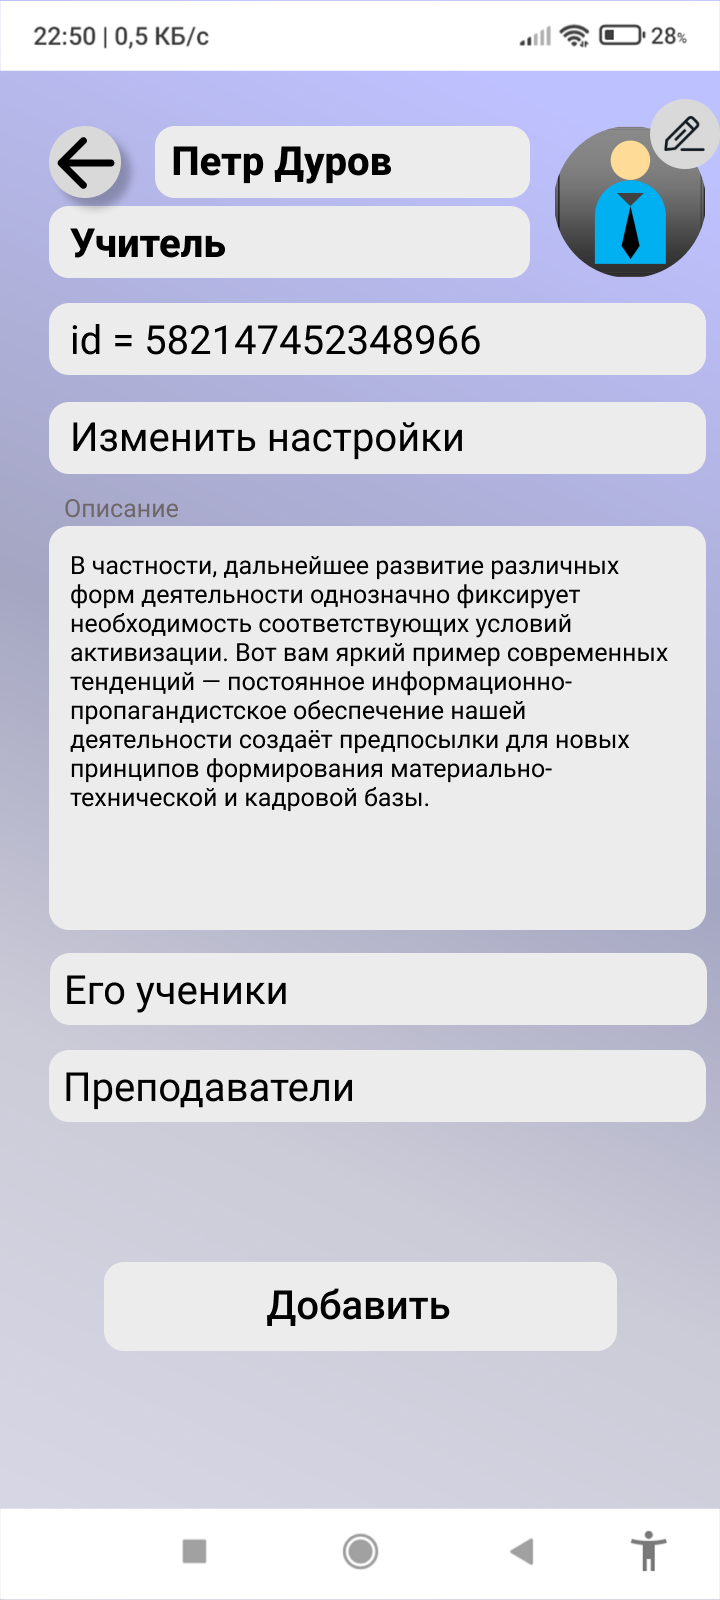 22:50 | 0,5 КБ/с
28%
Петр Дуров
Учитель
id = 582147452348966
Изменить настройки
Описание
В частности, дальнейшее развитие различных
форм деятельности однозначно фиксирует
необходимость соответствующих условий
активизации. Вот вам яркий пример современных
тенденций — постоянное информационно-
пропагандистское обеспечение нашей
деятельности создаёт предпосылки для новых
принципов формирования материально-
технической и кадровой базы.
Его ученики
Преподаватели
Добавить